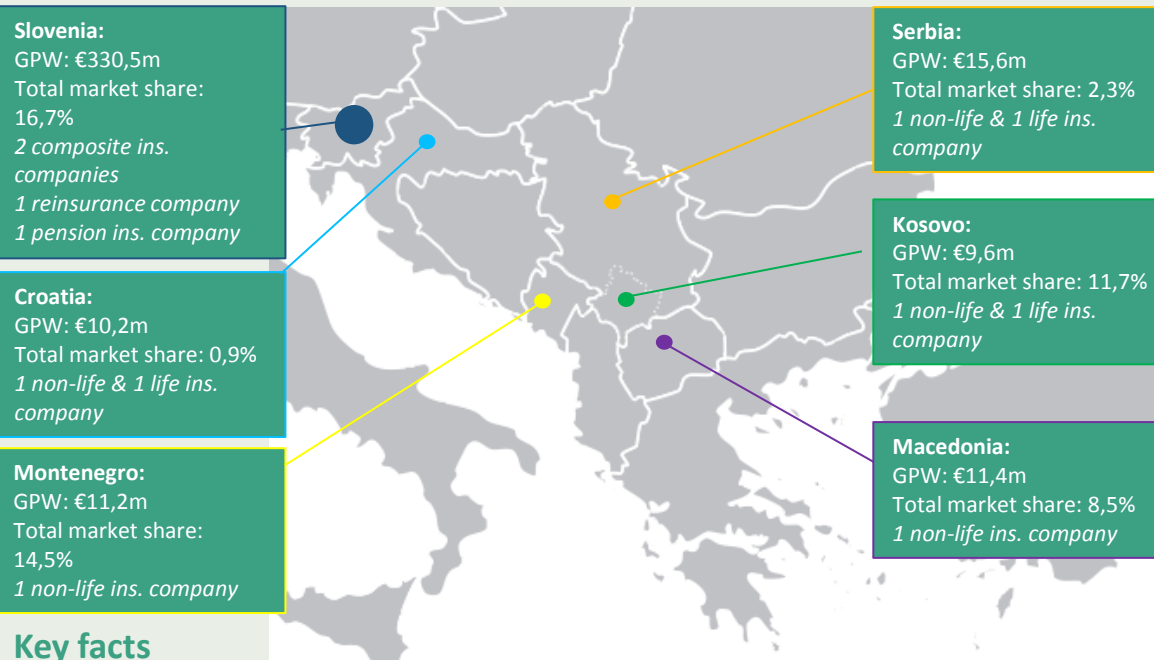 Slovenia:
GPW: €330,5m
Total market share:
16,7%
2 composite ins.
companies
1 reinsurance company
1 pension ins. company
Croatia:
GPW: €10,2m
Total market share: 0,9%
1 non-life & 1 life ins.
company
Montenegro:
GPW: €11,2m
Total market share:
14,5%
1 non-life ins. company
Key facts
Serbia:
GPW: €15,6m
Total market share: 2,3%
1 non-life & 1 life ins.
company
Kosovo:
GPW: €9,6m
Total market share: 11,7%
1 non-life & 1 life ins.
company
Macedonia:
GPW: €11,4m
Total market share: 8,5%
1 non-life ins. company